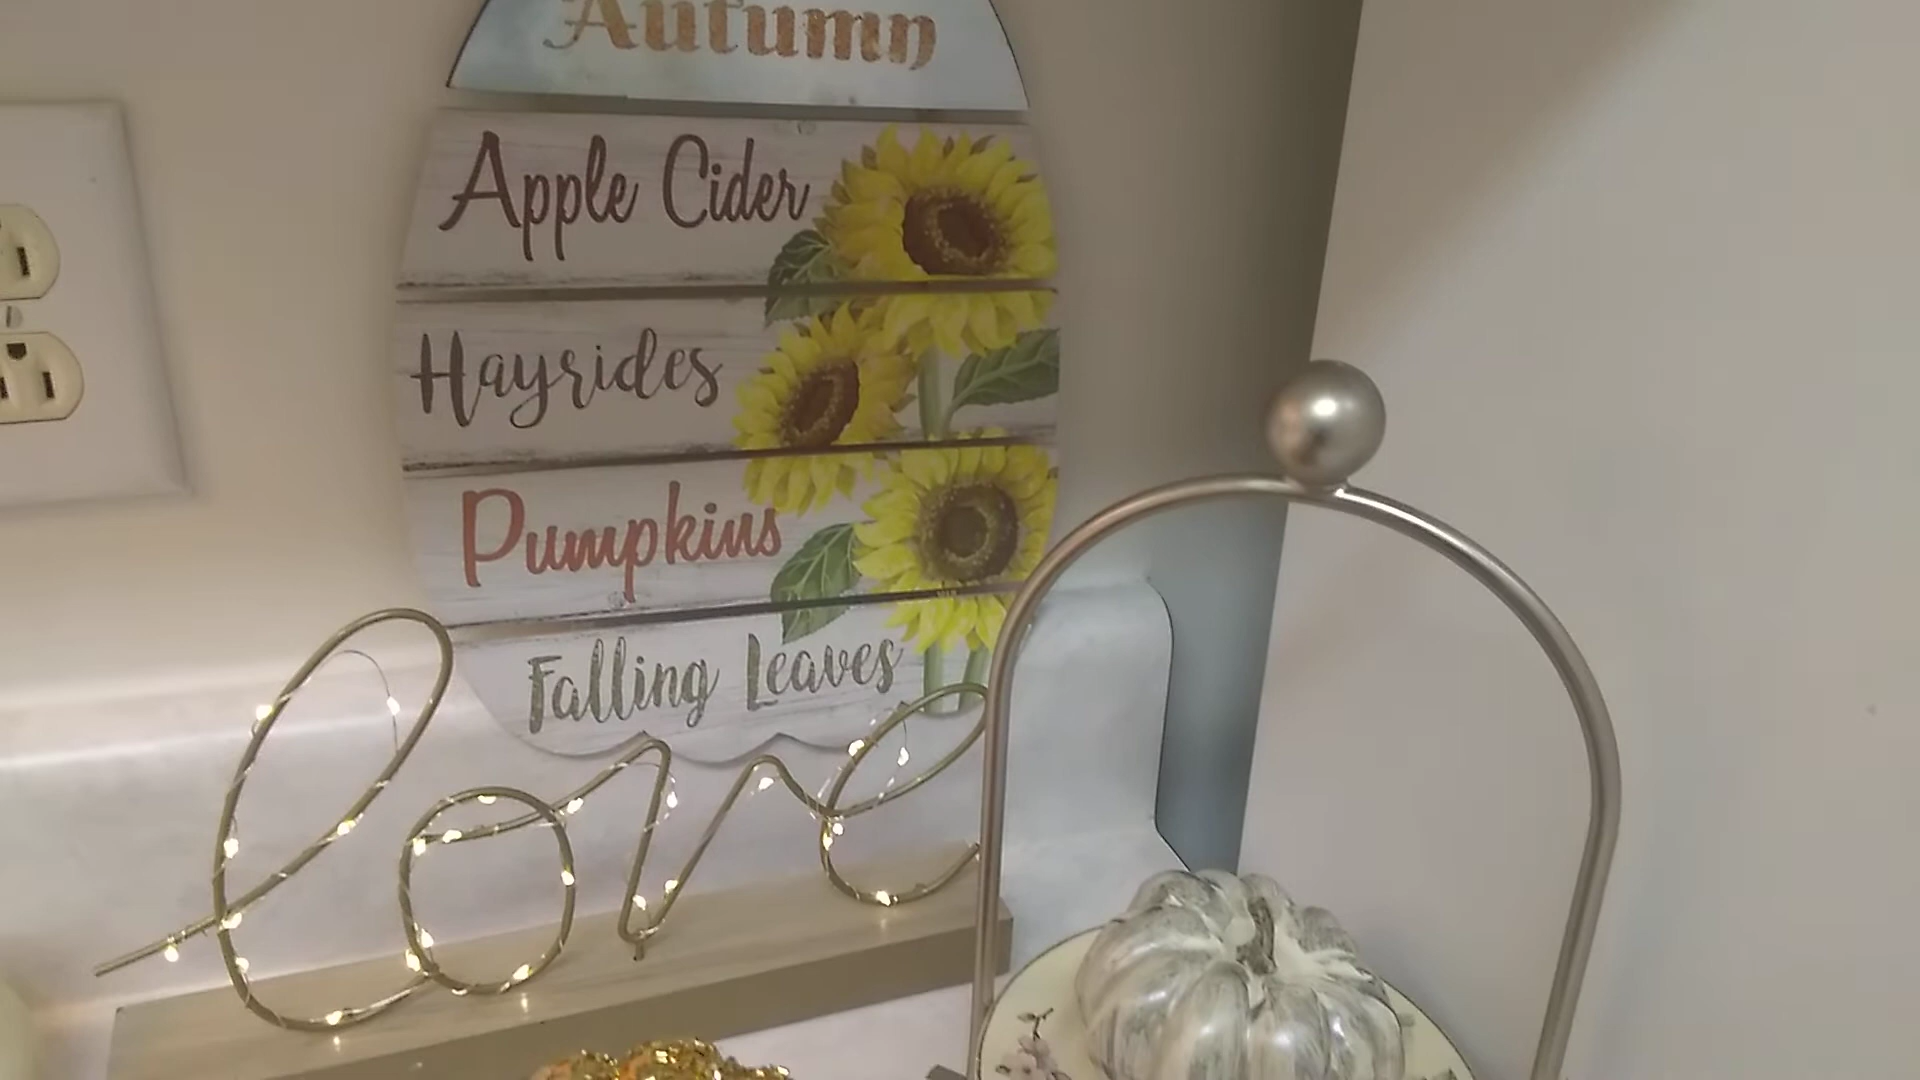 Autumn
Apple Cider
Hayrides
Pumpkins
Falling Leaves
love